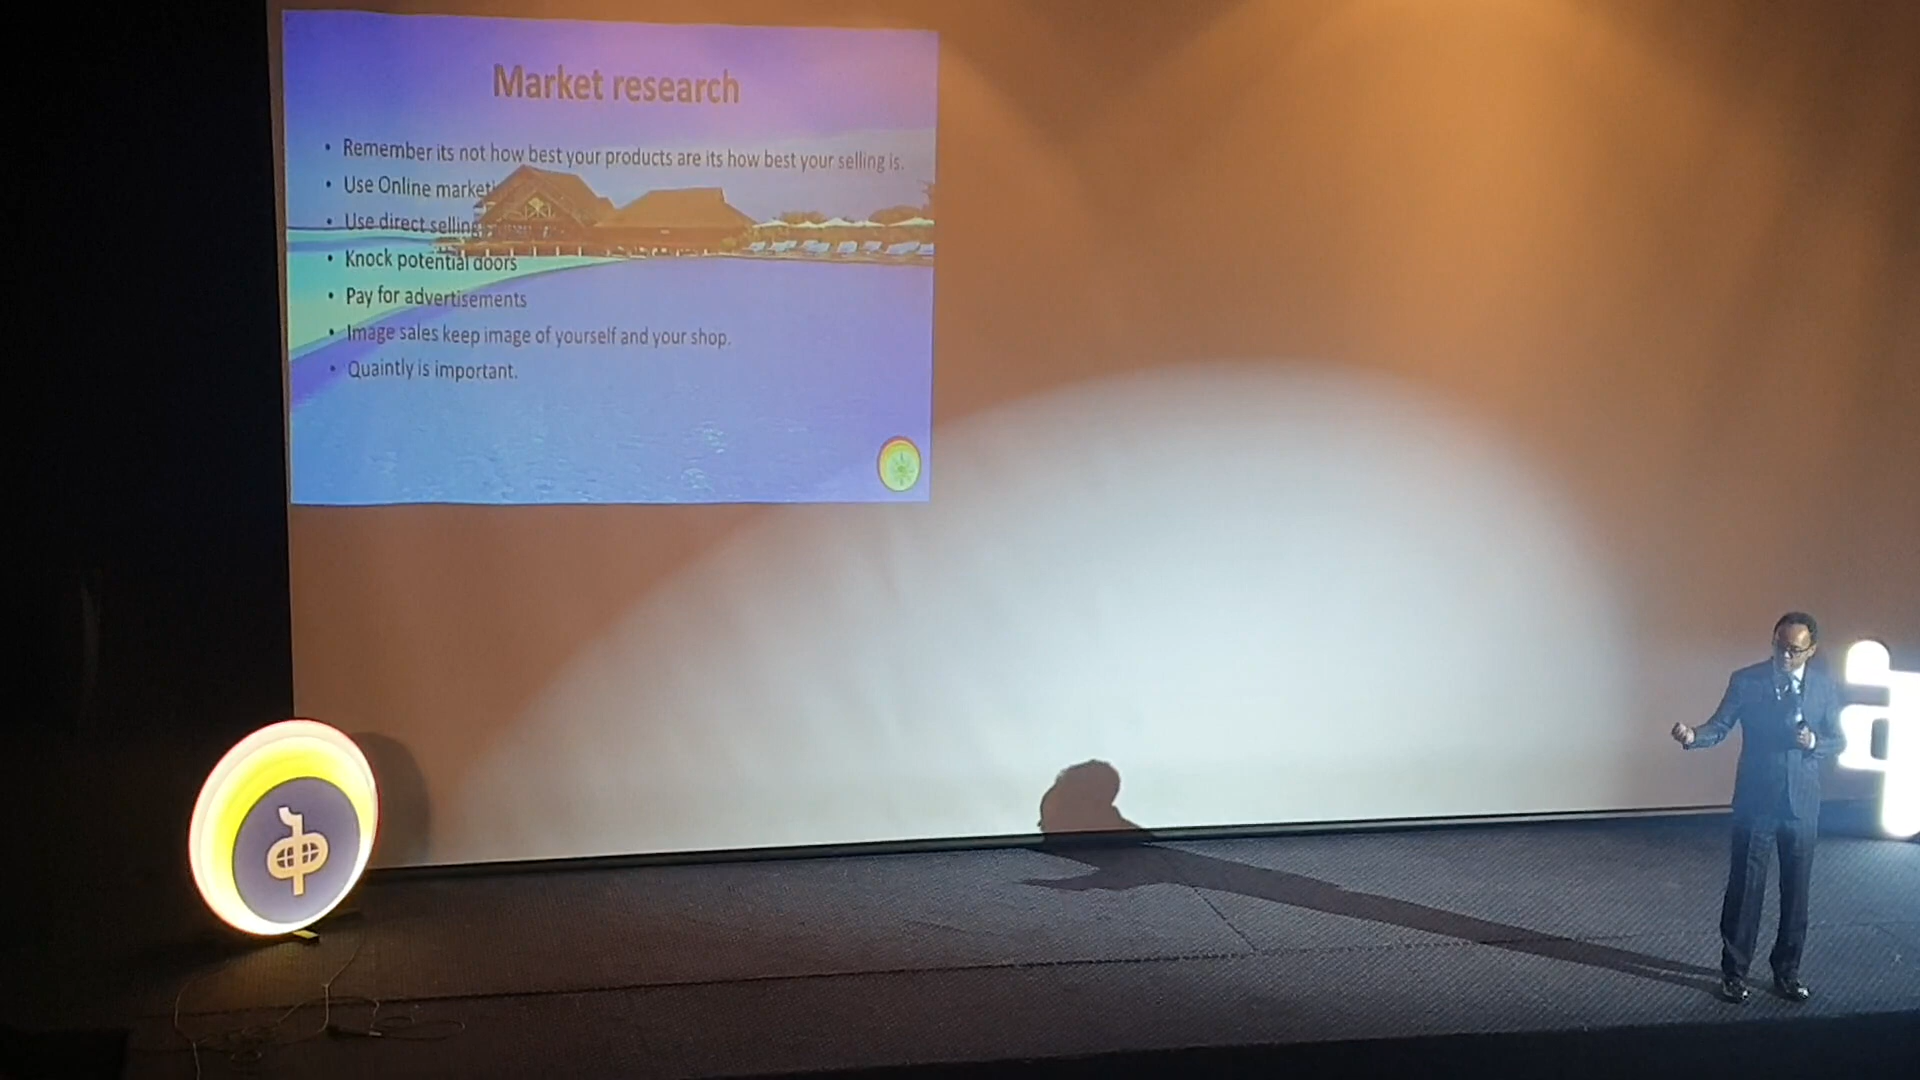 Market research
• Remember its not how best your products are its how best your selling is.
• Use Online market
• Use direct selling
• Knock potential doors
• Pay for advertisements
• Image sales keep image of yourself and your shop.
• Quaintly is important.